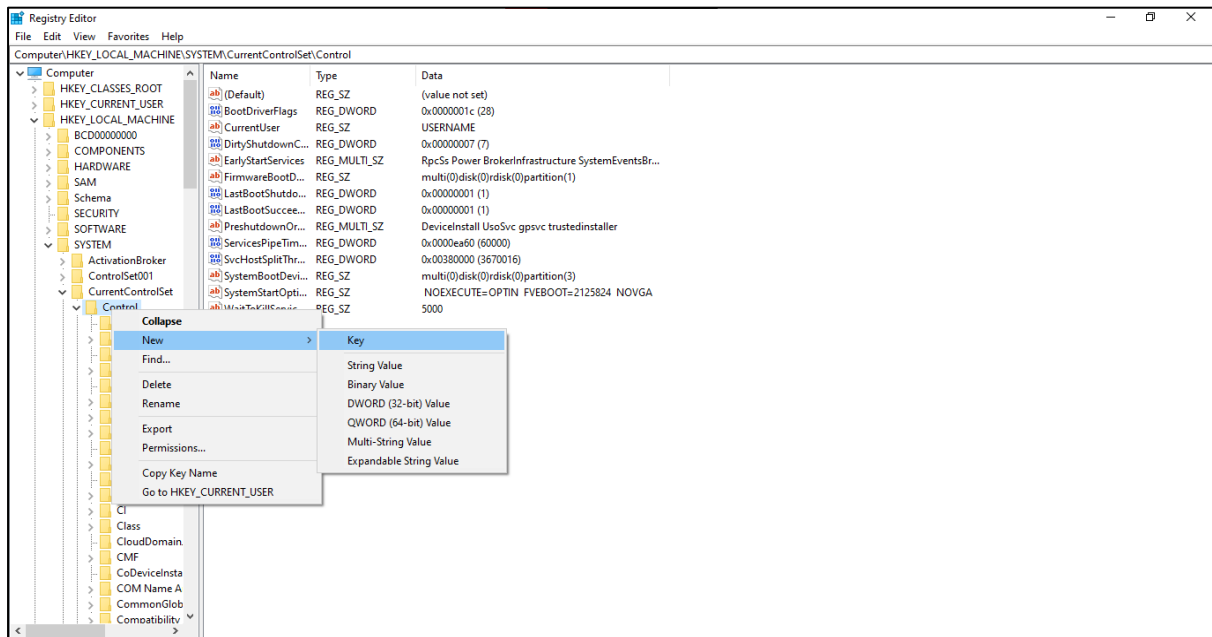 Registry Editor
File Edit View Favorites Help
Computer\HKEY_LOCAL_MACHINE\SYSTEM\CurrentControlSet\Control
Computer
HKEY_CLASSES_ROOT
HKEY_CURRENT_USER
HKEY_LOCAL_MACHINE
BCD00000000
COMPONENTS
HARDWARE
SAM
Schema
SECURITY
SOFTWARE
SYSTEM
ActivationBroker
ControlSet001
CurrentControlSet
Control
CI
Class
CloudDomain
CMF
CoDeviceInsta
COM Name A
CommonGlob
Compatibility
Name Type Data
(Default) REG_SZ (value not set)
BootDriverFlags REG_DWORD 0x0000001c (28)
CurrentUser REG_SZ USERNAME
DirtyShutdownC... REG_DWORD 0x00000007 (7)
EarlyStartServices REG_MULTI_SZ RpcSs Power BrokerInfrastructure SystemEventsBr...
FirmwareBootD... REG_SZ multi(0)disk(0)rdisk(0)partition(1)
LastBootShutdo... REG_DWORD 0x00000001 (1)
LastBootSuccee... REG_DWORD 0x00000001 (1)
PreshutdownOr... REG_MULTI_SZ DeviceInstall UsoSvc gpsvc trustedinstaller
ServicesPipeTim... REG_DWORD 0x0000ea60 (60000)
SvcHostSplitThr... REG_DWORD 0x00380000 (3670016)
SystemBootDevi... REG_SZ multi(0)disk(0)rdisk(0)partition(3)
SystemStartOpti... REG_SZ NOEXECUTE=OPTIN FVEBOOT=2125824 NOVGA
WaitToKillServic... REG_SZ 5000
Collapse
New
Find...
Delete
Rename
Export
Permissions...
Copy Key Name
Go to HKEY_CURRENT_USER
Key
String Value
Binary Value
DWORD (32-bit) Value
QWORD (64-bit) Value
Multi-String Value
Expandable String Value